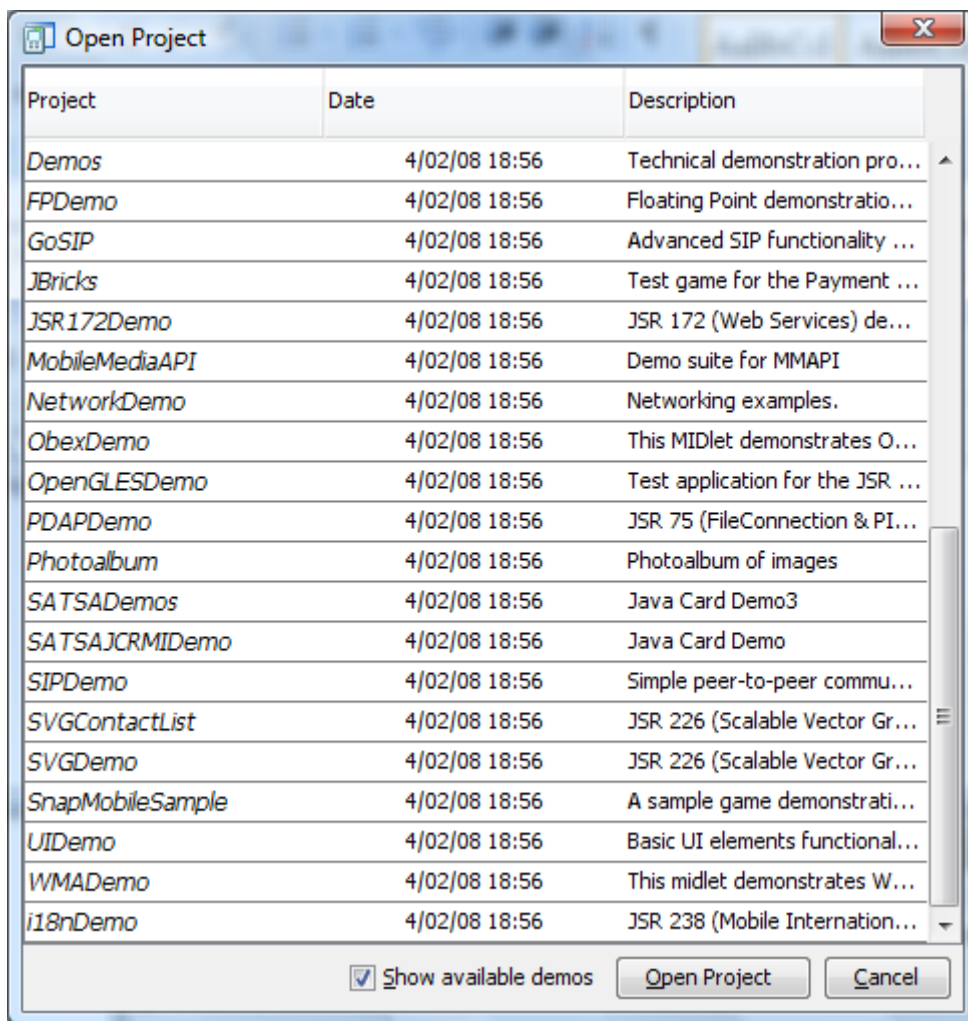 Open Project
Project Date Description
Demos 4/02/08 18:56 Technical demonstration pro...
FPDemo 4/02/08 18:56 Floating Point demonstratio...
GoSIP 4/02/08 18:56 Advanced SIP functionality ...
JBricks 4/02/08 18:56 Test game for the Payment ...
JSR172Demo 4/02/08 18:56 JSR 172 (Web Services) de...
MobileMediaAPI 4/02/08 18:56 Demo suite for MMAPI
NetworkDemo 4/02/08 18:56 Networking examples.
ObexDemo 4/02/08 18:56 This MIDlet demonstrates O...
OpenGLESDemo 4/02/08 18:56 Test application for the JSR ...
PDAPDemo 4/02/08 18:56 JSR 75 (FileConnection & PI...
Photoalbum 4/02/08 18:56 Photoalbum of images
SATSADemos 4/02/08 18:56 Java Card Demo3
SATSAJCRMIDemo 4/02/08 18:56 Java Card Demo
SIPDemo 4/02/08 18:56 Simple peer-to-peer commu...
SVGContactList 4/02/08 18:56 JSR 226 (Scalable Vector Gr...
SVGDemo 4/02/08 18:56 JSR 226 (Scalable Vector Gr...
SnapMobileSample 4/02/08 18:56 A sample game demonstrati...
UIDemo 4/02/08 18:56 Basic UI elements functional...
WMADemo 4/02/08 18:56 This midlet demonstrates W...
i18nDemo 4/02/08 18:56 JSR 238 (Mobile Internation...
Show available demos Open Project Cancel